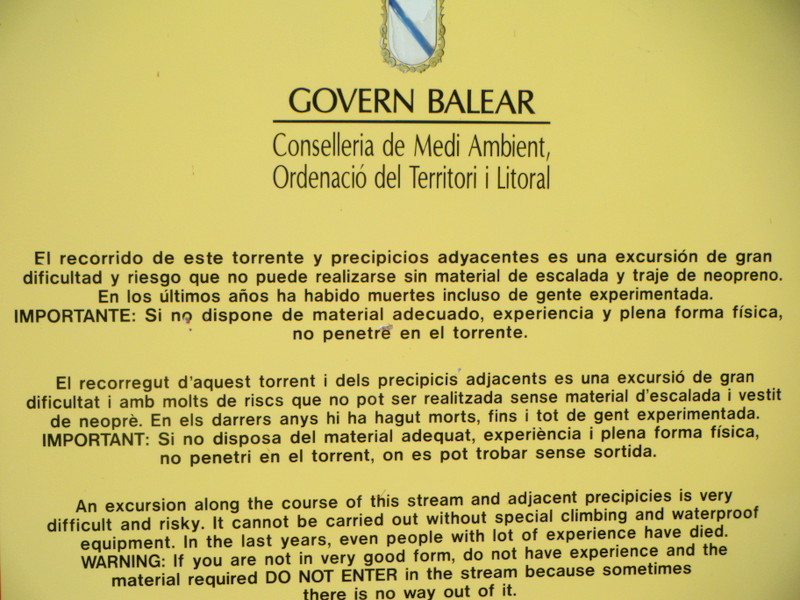 GOVERN BALEAR
Conselleria de Medi Ambient,
Ordenació del Territori i Litoral
El recorrido de este torrente y precipicios adyacentes es una excursión de gran
dificultad y riesgo que no puede realizarse sin material de escalada y traje de neopreno.
En los últimos años ha habido muertes incluso de gente experimentada.
IMPORTANTE: Si no dispone de material adecuado, experiencia y plena forma física,
no penetre en el torrente.
El recorregut d'aquest torrent i dels precipicis adjacents es una excursió de gran
dificultat i amb molts de riscs que no pot ser realitzada sense material d'escalada i vestit
de neoprè. En els darrers anys hi ha hagut morts, fins i tot de gent experimentada.
IMPORTANT: Si no disposa del material adequat, experiència i plena forma física,
no penetri en el torrent, on es pot trobar sense sortida.
An excursion along the course of this stream and adjacent precipicies is very
difficult and risky. It cannot be carried out without special climbing and waterproof
equipment. In the last years, even people with lot of experience have died.
WARNING: If you are not in very good form, do not have experience and the
material required DO NOT ENTER in the stream because sometimes
there is no way out of it.